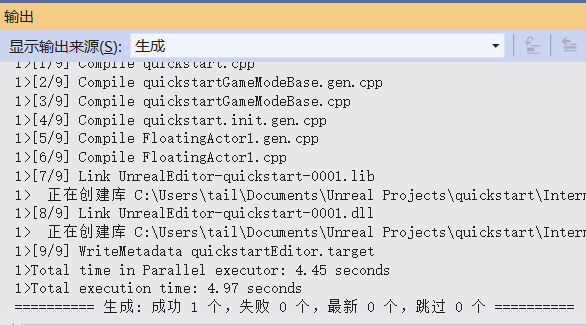 输出
显示输出来源(S): 生成
1>[1/9] Compile quickstart.cpp
1>[2/9] Compile quickstartGameModeBase.gen.cpp
1>[3/9] Compile quickstartGameModeBase.cpp
1>[4/9] Compile quickstart.init.gen.cpp
1>[5/9] Compile FloatingActor1.gen.cpp
1>[6/9] Compile FloatingActor1.cpp
1>[7/9] Link UnrealEditor-quickstart-0001.lib
1>  正在创建库 C:\Users\tail\Documents\Unreal Projects\quickstart\Intern
1>[8/9] Link UnrealEditor-quickstart-0001.dll
1>  正在创建库 C:\Users\tail\Documents\Unreal Projects\quickstart\Intern
1>[9/9] WriteMetadata quickstartEditor.target
1>Total time in Parallel executor: 4.45 seconds
1>Total execution time: 4.97 seconds
========== 生成: 成功 1 个，失败 0 个，最新 0 个，跳过 0 个 ==========